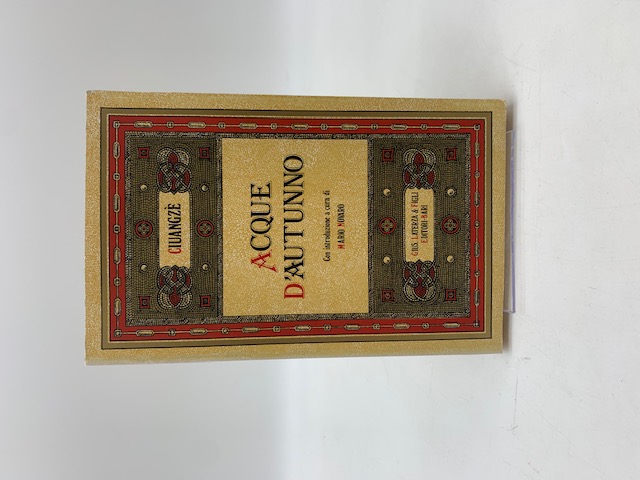 CIUANGZÈ
ACQUE
D'AUTUNNO
Con introduzione a cura di
MARIO NOVARO
GIUS. LATERZA & FIGLI
EDITORI-BARI